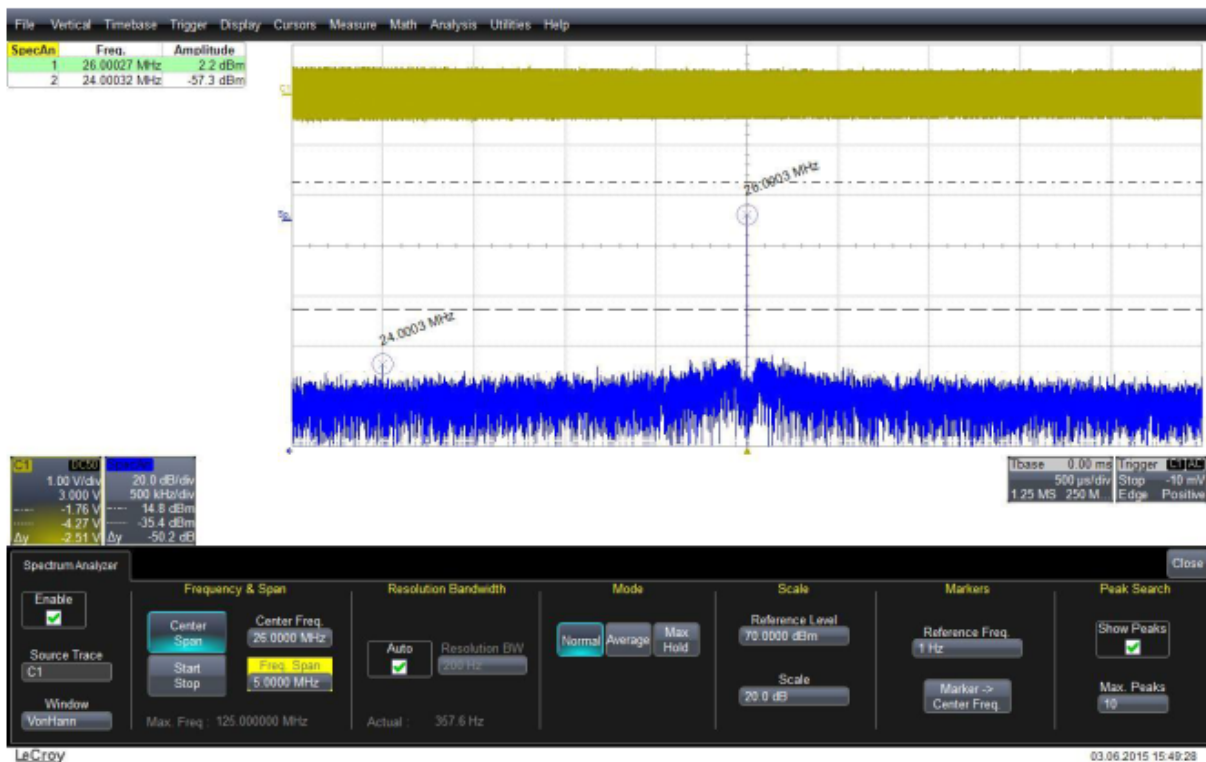 File Vertical Timebase Trigger Display Cursors Measure Math Analysis Utilities Help
SpecAn Freq. Amplitude
1 26.00027 MHz 2.2 dBm
2 24.00032 MHz -57.3 dBm
C1
26.0003 MHz
24.0003 MHz
C1 DC50
1.00 V/div
3.000 V
-1.76 V
-4.27 V
Δy -2.51 V
SpecAn
20.0 dB/div
500 kHz/div
14.8 dBm
-35.4 dBm
Δy -50.2 dB
Tbase 0.00 ms
500 µs/div
1.25 MS 250 M...
Trigger C1 AC
Stop -10 mV
Edge Positive
Spectrum Analyzer
Close
Enable
Source Trace
C1
Window
VonHann
Frequency & Span
Center Span
Start Stop
Center Freq.
26.0000 MHz
Freq. Span
5.0000 MHz
Max. Freq : 125.000000 MHz
Resolution Bandwidth
Auto
Resolution BW
200 Hz
Actual : 357.6 Hz
Mode
Normal Average Max Hold
Scale
Reference Level
70.0000 dBm
Scale
20.0 dB
Markers
Reference Freq.
1 Hz
Marker -> Center Freq.
Peak Search
Show Peaks
Max. Peaks
10
LeCroy
03.06.2015 15:49:28